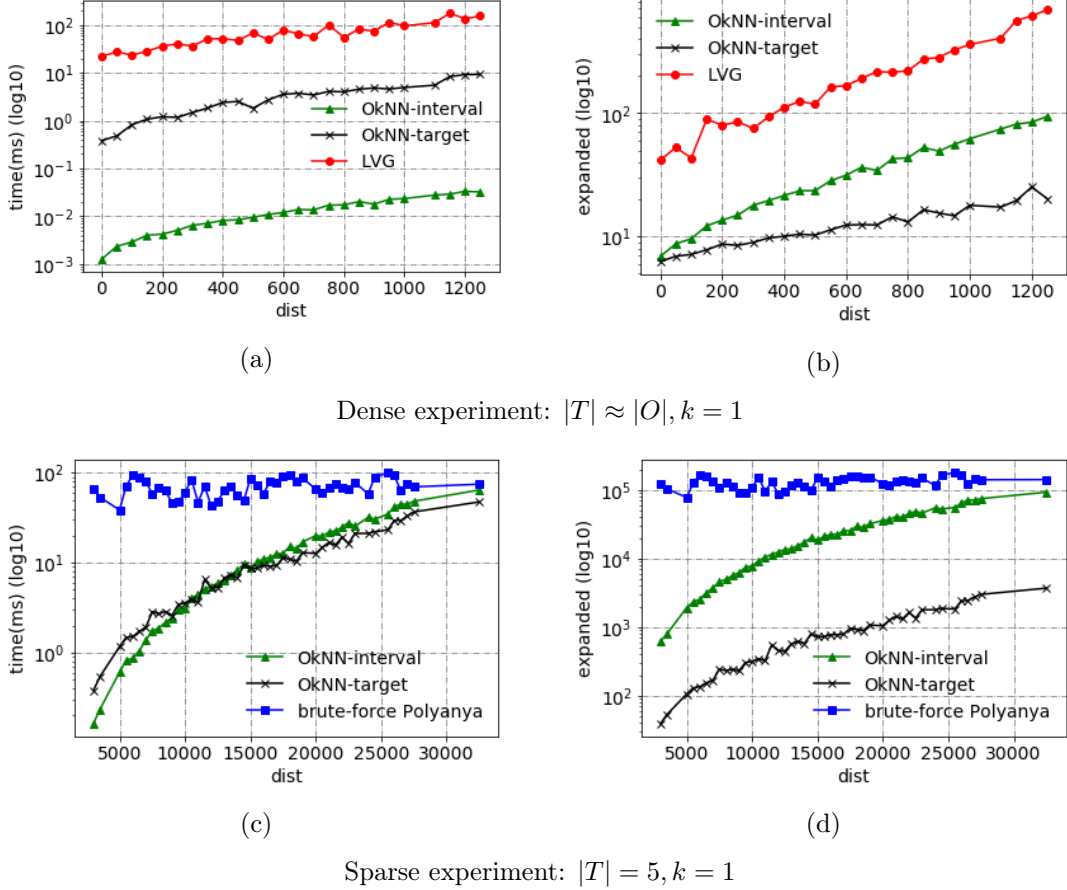 10²
10¹
10⁰
10⁻¹
10⁻²
10⁻³
time(ms) (log10)
OkNN-interval
OkNN-target
LVG
0 200 400 600 800 1000 1200
dist
(a)
OkNN-interval
OkNN-target
LVG
10²
10¹
expanded (log10)
0 200 400 600 800 1000 1200
dist
(b)
Dense experiment: |T| ≈ |O|, k = 1
10²
10¹
10⁰
time(ms) (log10)
OkNN-interval
OkNN-target
brute-force Polyanya
5000 10000 15000 20000 25000 30000
dist
(c)
10⁵
10⁴
10³
10²
expanded (log10)
OkNN-interval
OkNN-target
brute-force Polyanya
5000 10000 15000 20000 25000 30000
dist
(d)
Sparse experiment: |T| = 5, k = 1